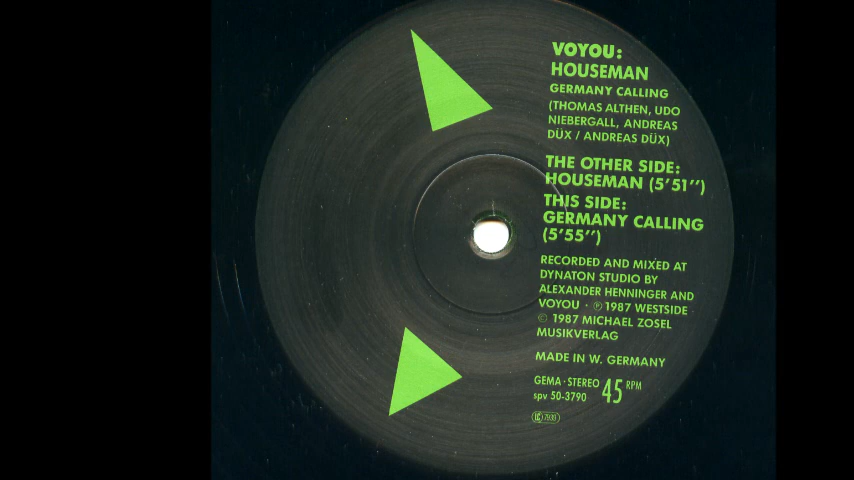 VOYOU:
HOUSEMAN
GERMANY CALLING
(THOMAS ALTHEN, UDO
NIEBERGALL, ANDREAS
DÜX / ANDREAS DÜX)
THE OTHER SIDE:
HOUSEMAN (5'51'')
THIS SIDE:
GERMANY CALLING
(5'55'')
RECORDED AND MIXED AT
DYNATON STUDIO BY
ALEXANDER HENNINGER AND
VOYOU · ℗ 1987 WESTSIDE
© 1987 MICHAEL ZOSEL
MUSIKVERLAG
MADE IN W. GERMANY
GEMA · STEREO 45 RPM
spv 50-3790
LC 7930